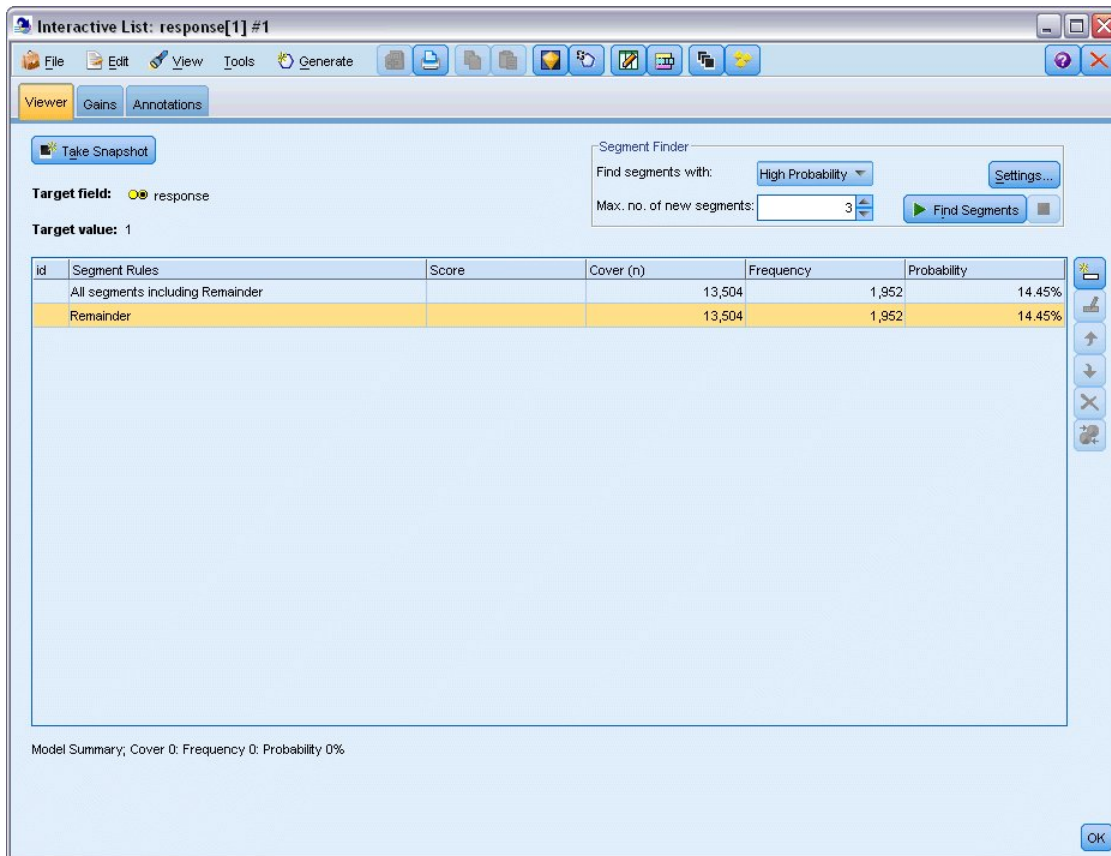 Interactive List: response[1] #1
File Edit View Tools Generate
Viewer Gains Annotations
Take Snapshot
Segment Finder
Find segments with: High Probability Settings...
Max. no. of new segments: 3 Find Segments
Target field: response
Target value: 1
id Segment Rules Score Cover (n) Frequency Probability
All segments including Remainder 13,504 1,952 14.45%
Remainder 13,504 1,952 14.45%
Model Summary; Cover 0: Frequency 0: Probability 0%
OK